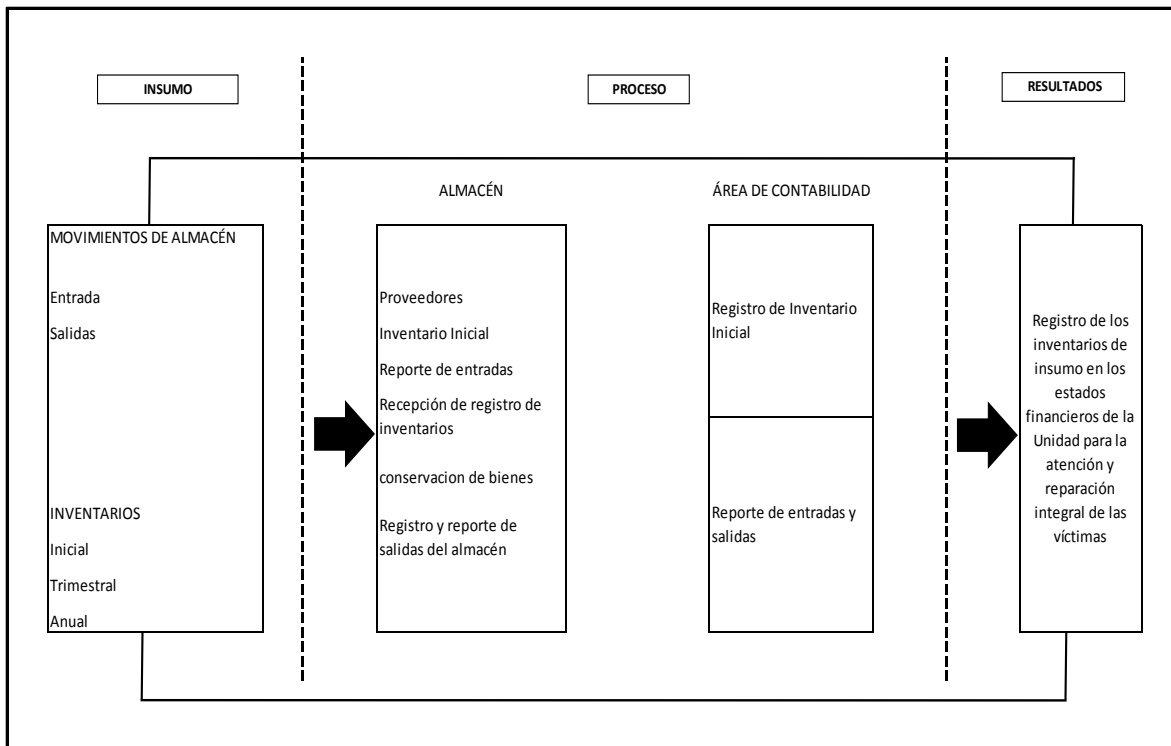 INSUMO
PROCESO
RESULTADOS
ALMACÉN
ÁREA DE CONTABILIDAD
MOVIMIENTOS DE ALMACÉN
Entrada
Salidas
INVENTARIOS
Inicial
Trimestral
Anual
Proveedores
Inventario Inicial
Reporte de entradas
Recepción de registro de
inventarios
conservacion de bienes
Registro y reporte de
salidas del almacén
Registro de Inventario
Inicial
Reporte de entradas y
salidas
Registro de los
inventarios de
insumo en los
estados
financieros de la
Unidad para la
atención y
reparación
integral de las
víctimas